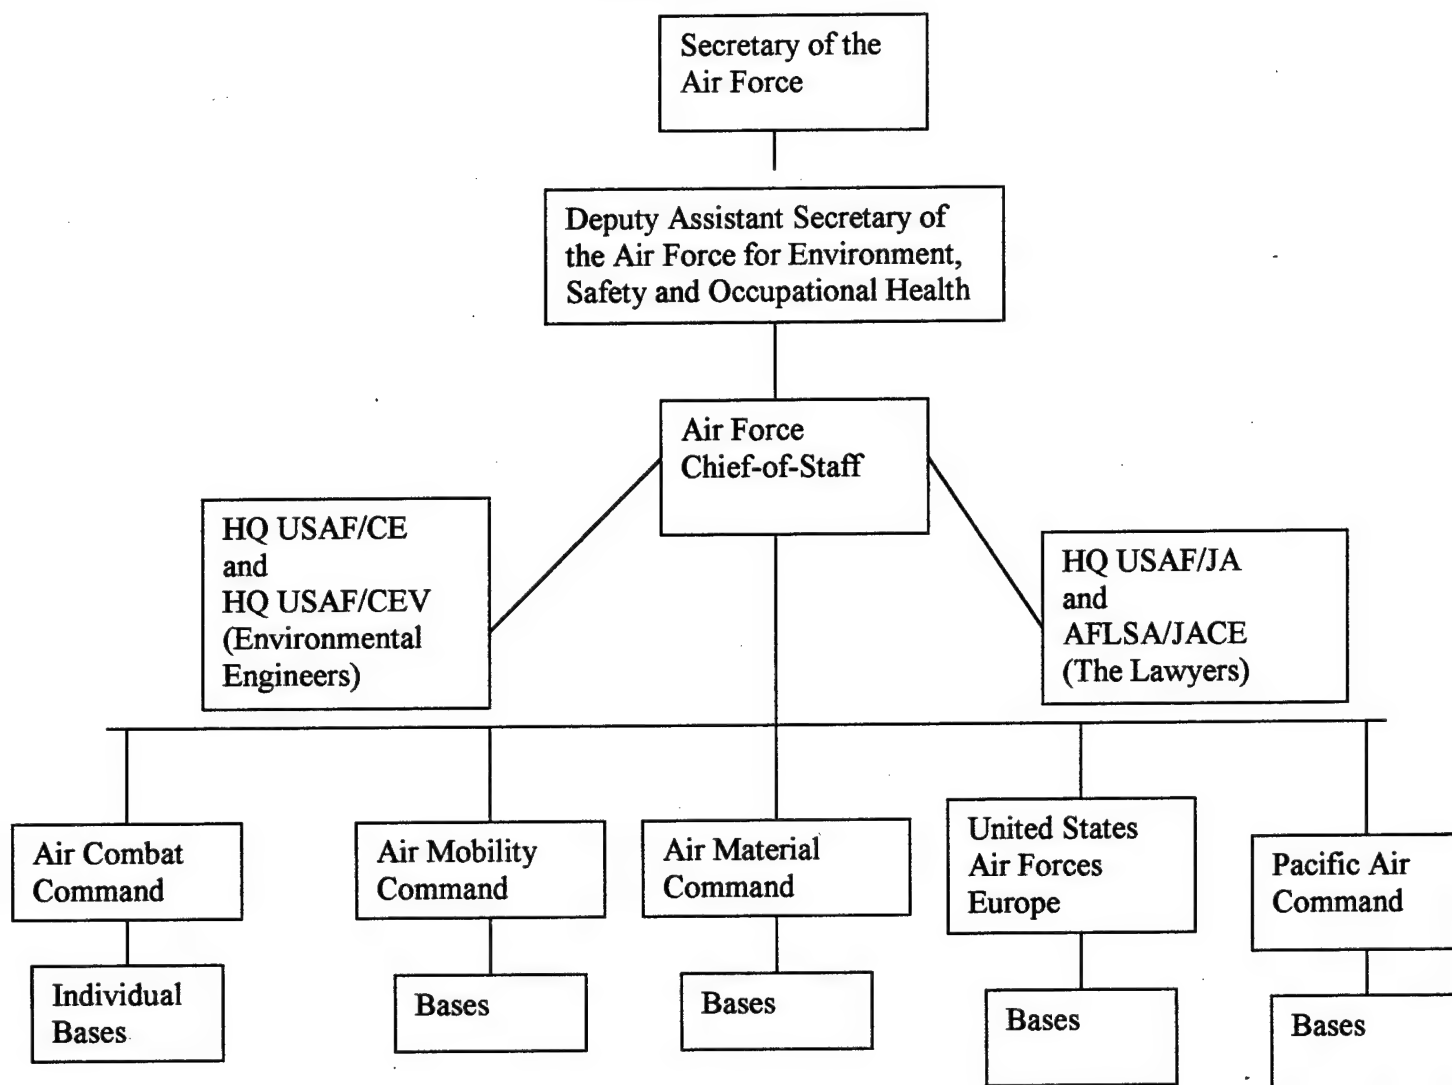 Secretary of the
Air Force
Deputy Assistant Secretary of
the Air Force for Environment,
Safety and Occupational Health
Air Force
Chief-of-Staff
HQ USAF/CE
and
HQ USAF/CEV
(Environmental
Engineers)
HQ USAF/JA
and
AFLSA/JACE
(The Lawyers)
Air Combat
Command
Air Mobility
Command
Air Material
Command
United States
Air Forces
Europe
Pacific Air
Command
Individual
Bases
Bases
Bases
Bases
Bases